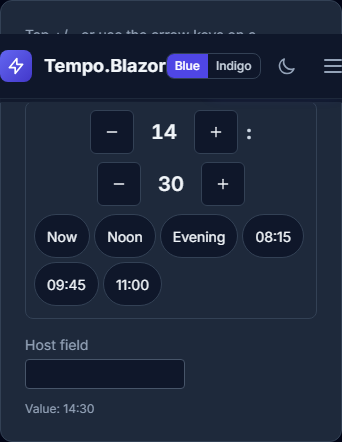 Tempo.Blazor Blue Indigo
− 14 + :
− 30 +
Now Noon Evening 08:15
09:45 11:00
Host field
Value: 14:30